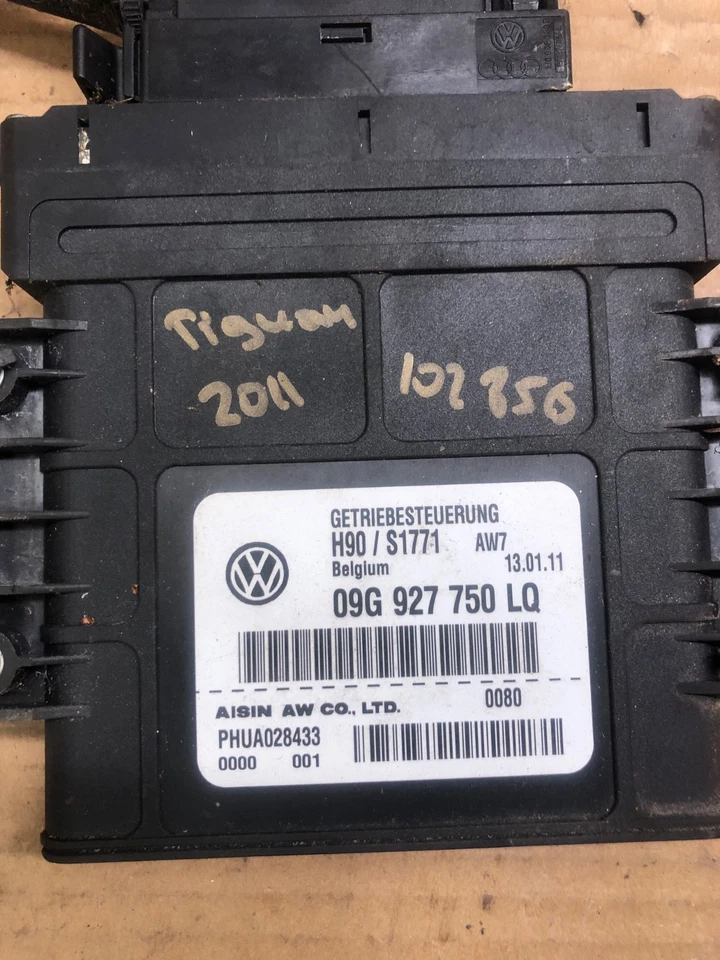 Tiguan
2011
102856
GETRIEBESTEUERUNG
H90 / S1771 AW7
Belgium 13.01.11
09G 927 750 LQ
AISIN AW CO., LTD. 0080
PHUA028433
0000 001